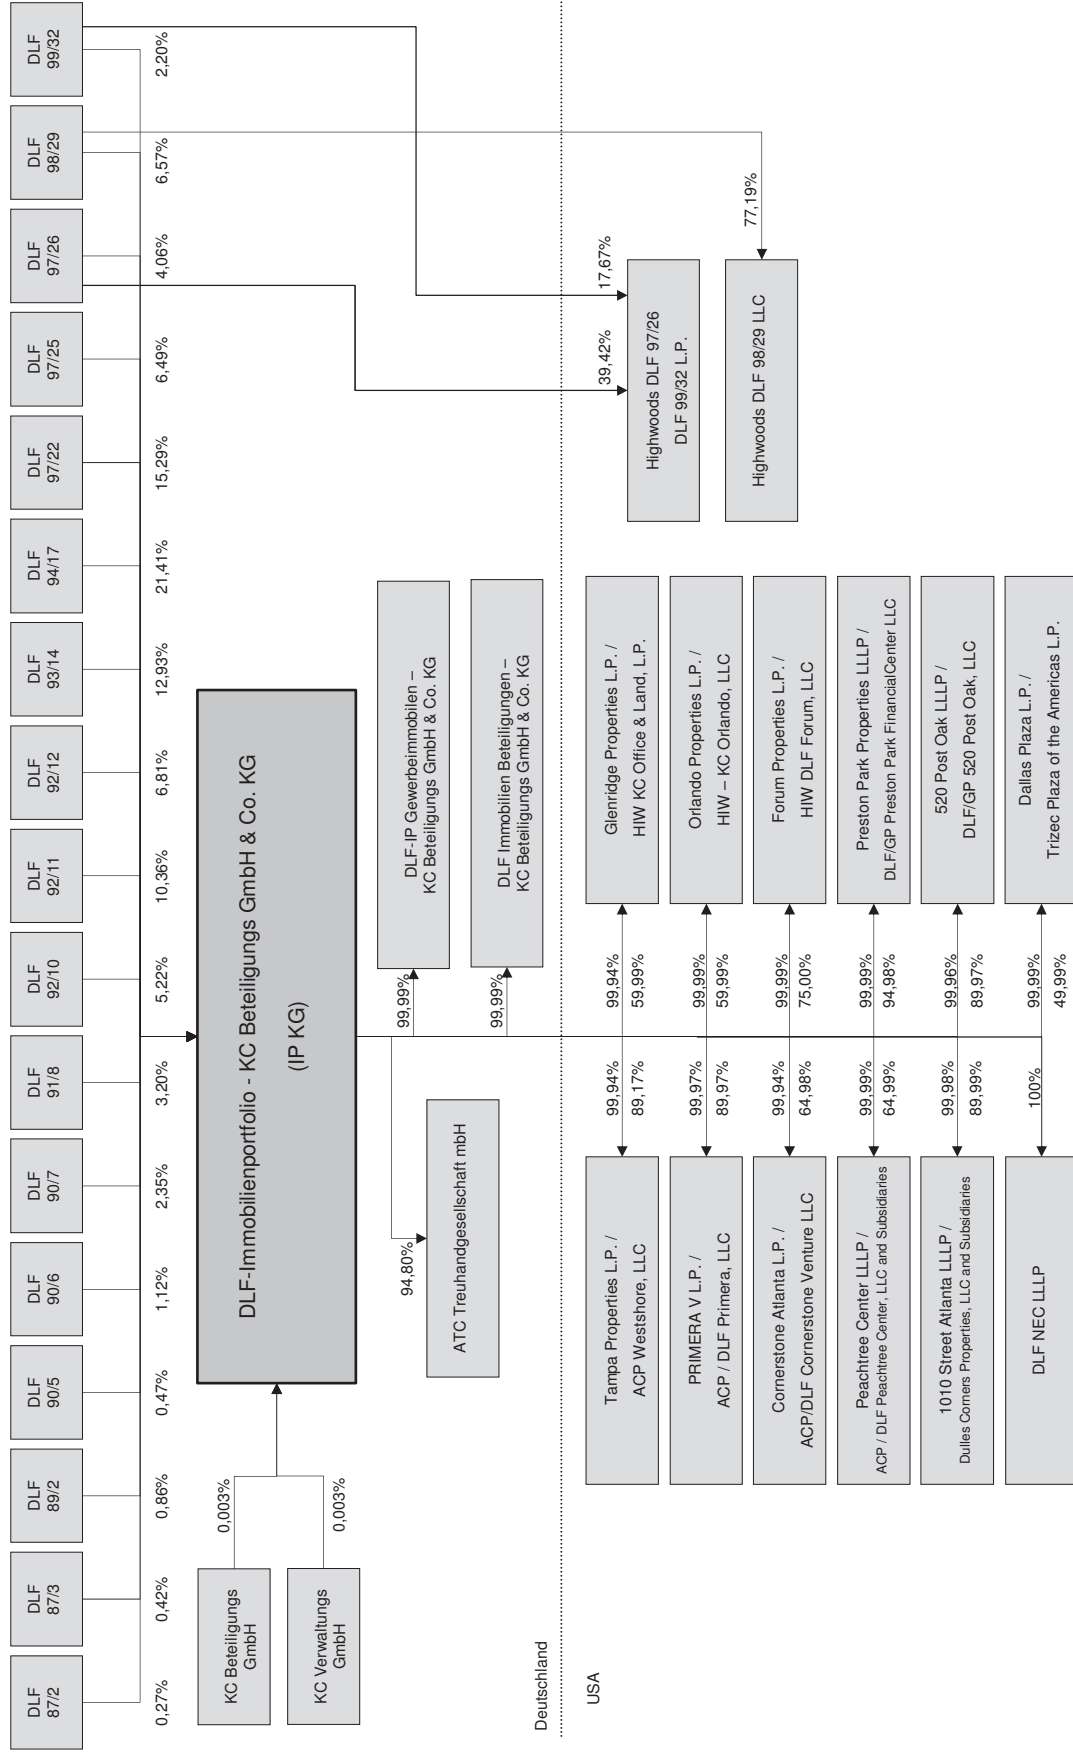 DLF
87/2
DLF
87/3
DLF
89/2
DLF
90/5
DLF
90/6
DLF
90/7
DLF
91/8
DLF
92/10
DLF
92/11
DLF
92/12
DLF
93/14
DLF
94/17
DLF
97/22
DLF
97/25
DLF
97/26
DLF
98/29
DLF
99/32
0,27%
0,42%
0,86%
0,47%
1,12%
2,35%
3,20%
5,22%
10,36%
6,81%
12,93%
21,41%
15,29%
6,49%
4,06%
6,57%
2,20%
KC Beteiligungs
GmbH
0,003%
KC Verwaltungs
GmbH
0,003%
DLF-Immobilienportfolio - KC Beteiligungs GmbH & Co. KG
(IP KG)
94,80%
ATC Treuhandgesellschaft mbH
99,99%
DLF-IP Gewerbeimmobilen –
KC Beteiligungs GmbH & Co. KG
99,99%
DLF Immobilien Beteiligungen –
KC Beteiligungs GmbH & Co. KG
Deutschland
USA
Tampa Properties L.P. /
ACP Westshore, LLC
99,94%
89,17%
99,94%
59,99%
Glenridge Properties L.P. /
HIW KC Office & Land, L.P.
PRIMERA V L.P. /
ACP / DLF Primera, LLC
99,97%
89,97%
99,99%
59,99%
Orlando Properties L.P. /
HIW – KC Orlando, LLC
Cornerstone Atlanta L.P. /
ACP/DLF Cornerstone Venture LLC
99,94%
64,98%
99,99%
75,00%
Forum Properties L.P. /
HIW DLF Forum, LLC
Peachtree Center LLLP /
ACP / DLF Peachtree Center, LLC and Subsidiaries
99,99%
64,99%
99,99%
94,98%
Preston Park Properties LLLP /
DLF/GP Preston Park FinancialCenter LLC
1010 Street Atlanta LLLP /
Dulles Corners Properties, LLC and Subsidiaries
99,98%
89,99%
99,96%
89,97%
520 Post Oak LLLP /
DLF/GP 520 Post Oak, LLC
DLF NEC LLLP
100%
99,99%
49,99%
Dallas Plaza L.P. /
Trizec Plaza of the Americas L.P.
39,42%
17,67%
Highwoods DLF 97/26
DLF 99/32 L.P.
77,19%
Highwoods DLF 98/29 LLC